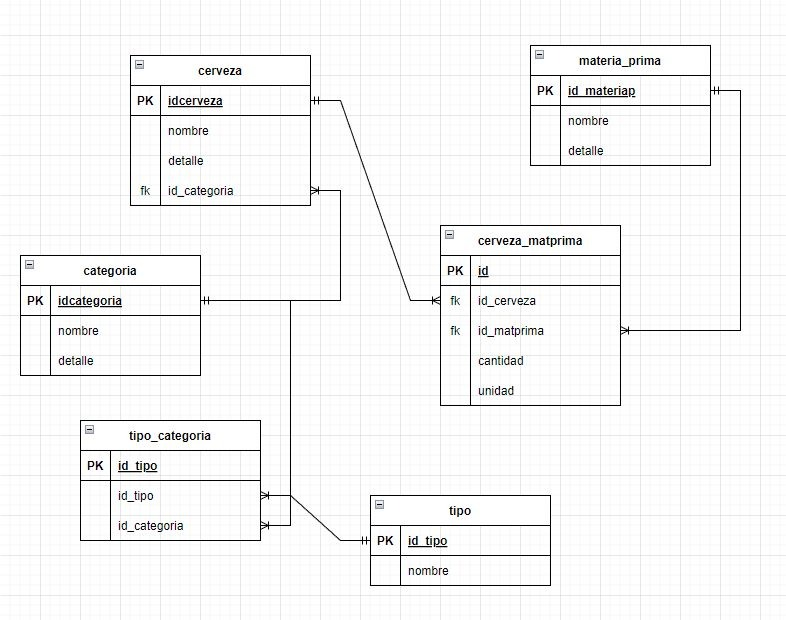 cerveza
PK idcerveza
nombre
detalle
fk id_categoria
materia_prima
PK id_materiap
nombre
detalle
cerveza_matprima
PK id
fk id_cerveza
fk id_matprima
cantidad
unidad
categoria
PK idcategoria
nombre
detalle
tipo_categoria
PK id_tipo
id_tipo
id_categoria
tipo
PK id_tipo
nombre